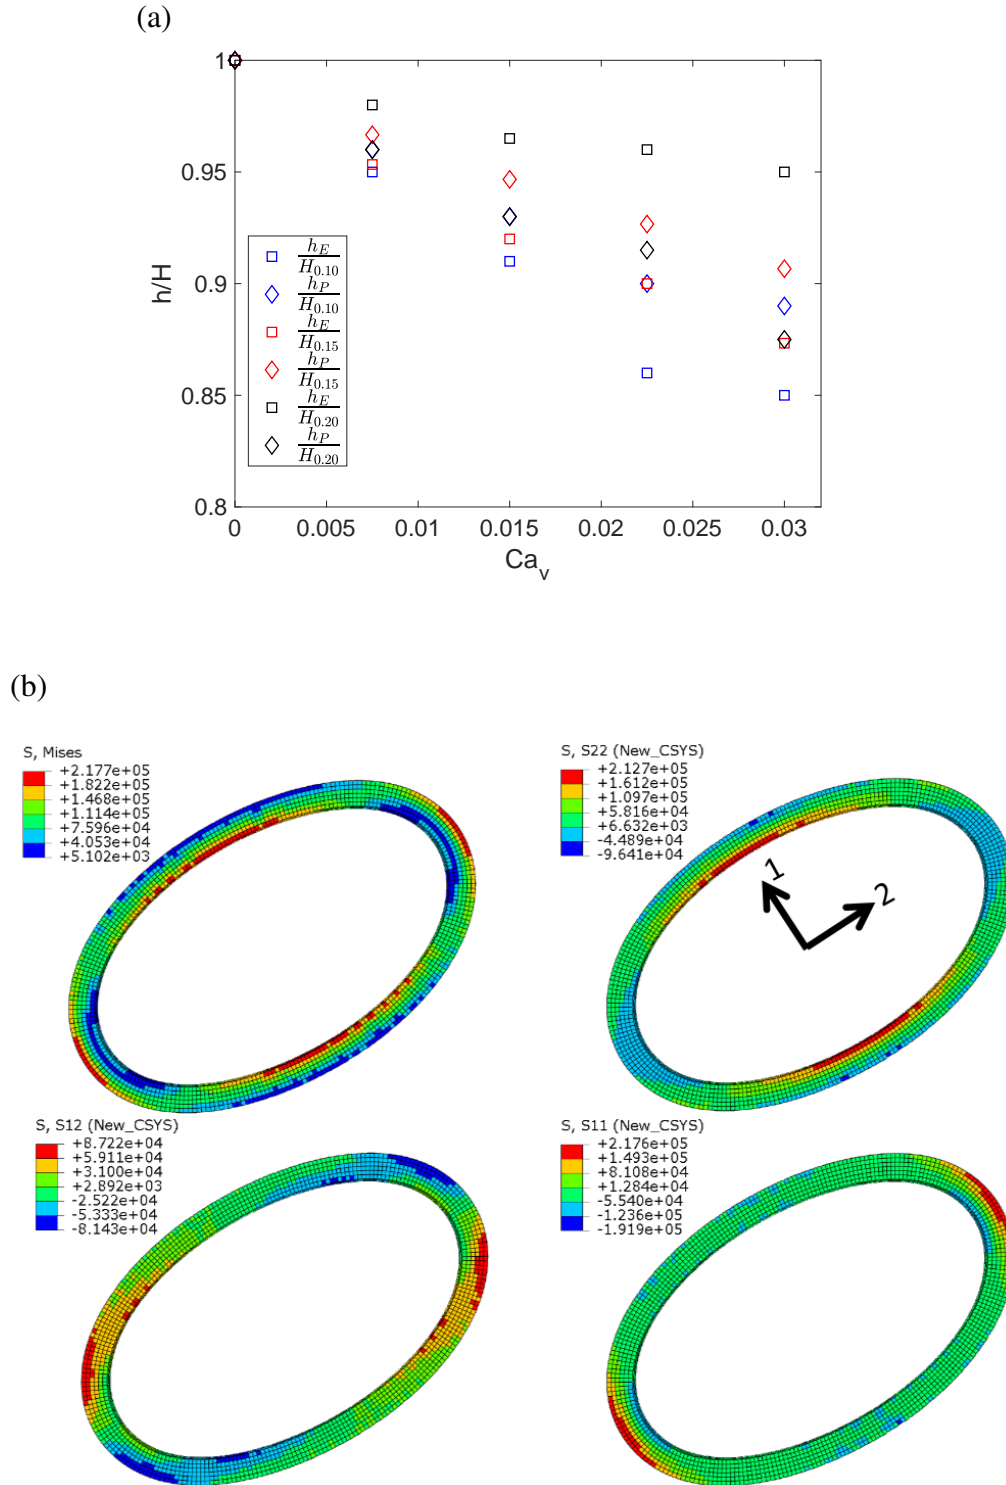 (a)
1
0.95
0.9
0.85
0.8
h/H
0
0.005
0.01
0.015
0.02
0.025
0.03
Ca_v
h_E/H_0.10
h_P/H_0.10
h_E/H_0.15
h_P/H_0.15
h_E/H_0.20
h_P/H_0.20
(b)
S, Mises
+2.177e+05
+1.822e+05
+1.468e+05
+1.114e+05
+7.596e+04
+4.053e+04
+5.102e+03
S, S22 (New_CSYS)
+2.127e+05
+1.612e+05
+1.097e+05
+5.816e+04
+6.632e+03
-4.489e+04
-9.641e+04
1
2
S, S12 (New_CSYS)
+8.722e+04
+5.911e+04
+3.100e+04
+2.892e+03
-2.522e+04
-5.333e+04
-8.143e+04
S, S11 (New_CSYS)
+2.176e+05
+1.493e+05
+8.108e+04
+1.284e+04
-5.540e+04
-1.236e+05
-1.919e+05